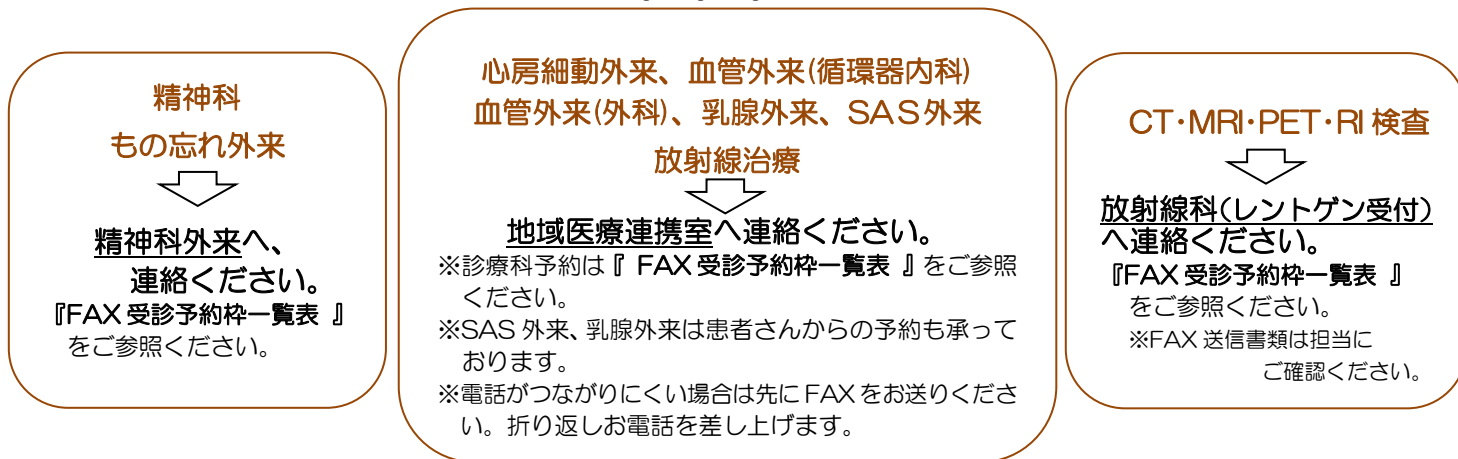 精神科
もの忘れ外来
精神科外来へ、
連絡ください。
『FAX 受診予約枠一覧表 』
をご参照ください。
心房細動外来、血管外来(循環器内科)
血管外来(外科)、乳腺外来、SAS外来
放射線治療
地域医療連携室へ連絡ください。
※診療科予約は『 FAX 受診予約枠一覧表 』をご参照
ください。
※SAS 外来、乳腺外来は患者さんからの予約も承って
おります。
※電話がつながりにくい場合は先に FAX をお送りくださ
い。折り返しお電話を差し上げます。
CT・MRI・PET・RI 検査
放射線科(レントゲン受付)
へ連絡ください。
『FAX 受診予約枠一覧表 』
をご参照ください。
※FAX 送信書類は担当に
ご確認ください。